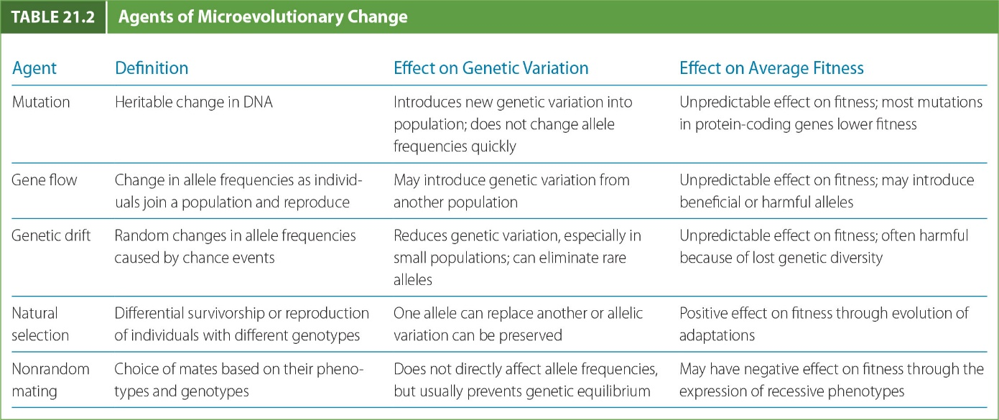 TABLE 21.2 Agents of Microevolutionary Change
Agent Definition Effect on Genetic Variation Effect on Average Fitness
Mutation Heritable change in DNA Introduces new genetic variation into Unpredictable effect on fitness; most mutations
population; does not change allele in protein-coding genes lower fitness
frequencies quickly
Gene flow Change in allele frequencies as individ- May introduce genetic variation from Unpredictable effect on fitness; may introduce
uals join a population and reproduce another population beneficial or harmful alleles
Genetic drift Random changes in allele frequencies Reduces genetic variation, especially in Unpredictable effect on fitness; often harmful
caused by chance events small populations; can eliminate rare because of lost genetic diversity
alleles
Natural Differential survivorship or reproduction One allele can replace another or allelic Positive effect on fitness through evolution of
selection of individuals with different genotypes variation can be preserved adaptations
Nonrandom Choice of mates based on their pheno- Does not directly affect allele frequencies, May have negative effect on fitness through the
mating types and genotypes but usually prevents genetic equilibrium expression of recessive phenotypes